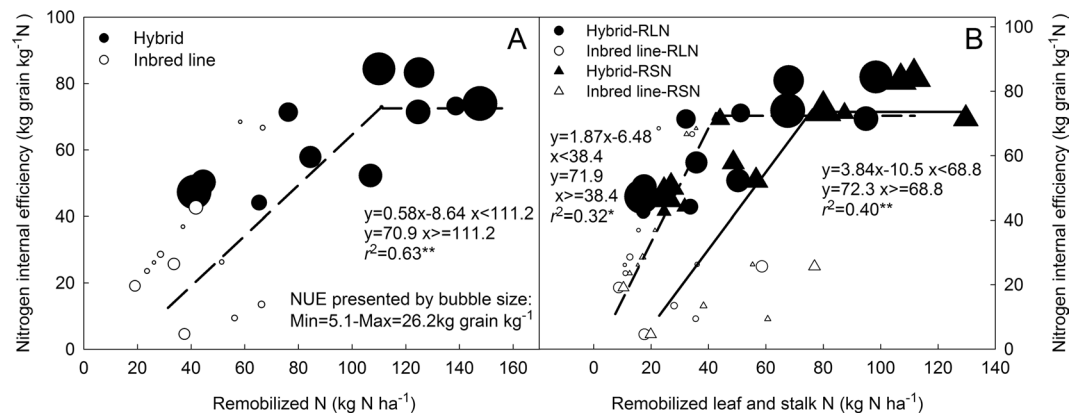 Nitrogen internal efficiency (kg grain kg⁻¹N)
100
80
60
40
20
0
Hybrid
Inbred line
A
y=0.58x-8.64 x<111.2
y=70.9 x>=111.2
r²=0.63**
NUE presented by bubble size:
Min=5.1-Max=26.2kg grain kg⁻¹
0 20 40 60 80 100 120 140 160
Remobilized N (kg N ha⁻¹)
Hybrid-RLN
Inbred line-RLN
Hybrid-RSN
Inbred line-RSN
B
y=1.87x-6.48
x<38.4
y=71.9
x>=38.4
r²=0.32*
y=3.84x-10.5 x<68.8
y=72.3 x>=68.8
r²=0.40**
0 20 40 60 80 100 120 140
Remobilized leaf and stalk N (kg N ha⁻¹)
100
80
60
40
20
0
Nitrogen internal efficiency (kg grain kg⁻¹N)